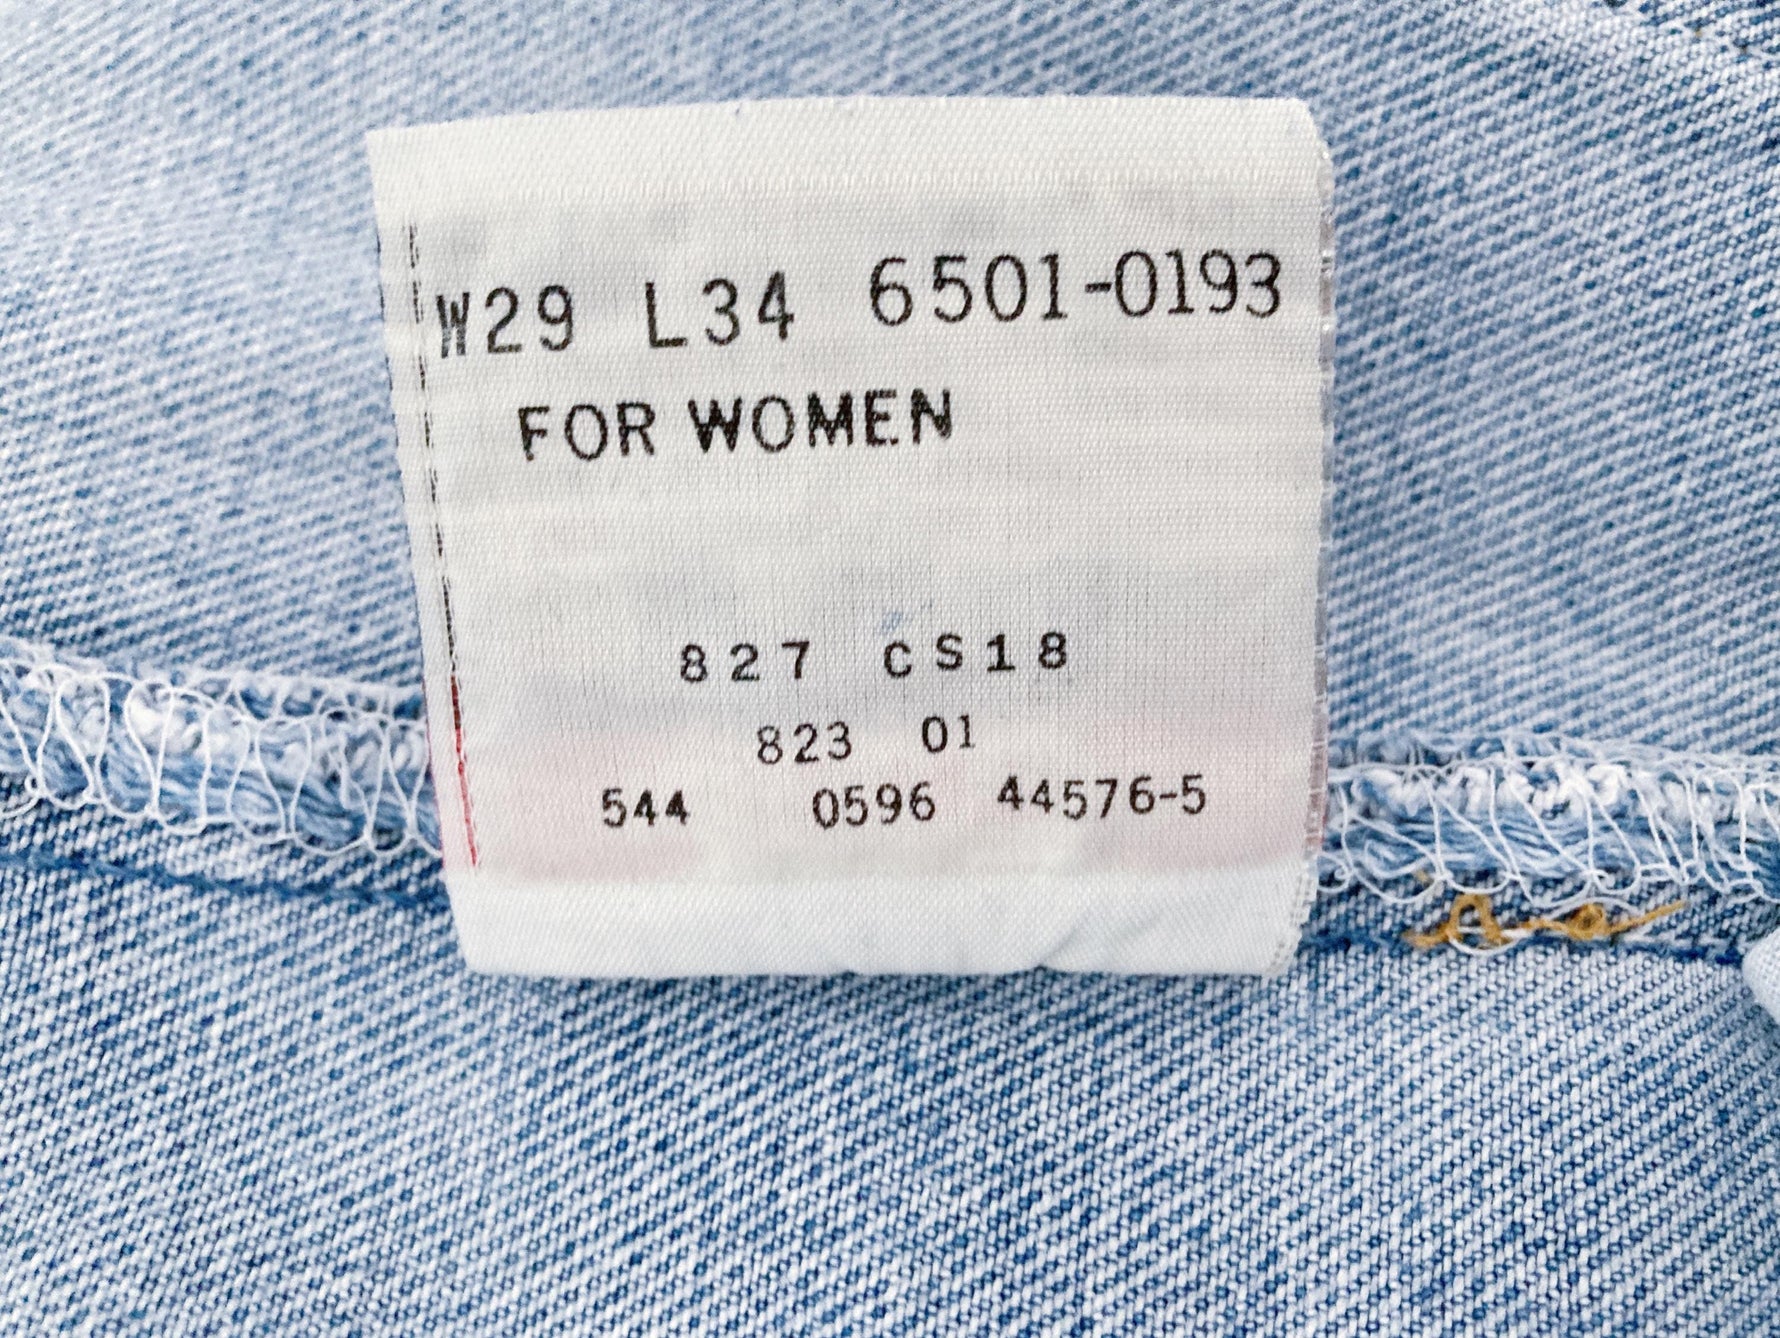 W29 L34 6501-0193
FOR WOMEN
827 CS18
823 01
544 0596 44576-5